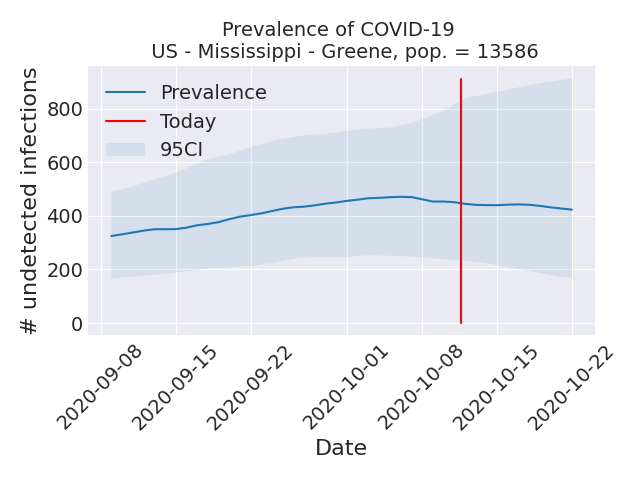 Prevalence of COVID-19
US - Mississippi - Greene, pop. = 13586
# undetected infections
800
600
400
200
0
Prevalence
Today
95CI
2020-09-08
2020-09-15
2020-09-22
2020-10-01
2020-10-08
2020-10-15
2020-10-22
Date